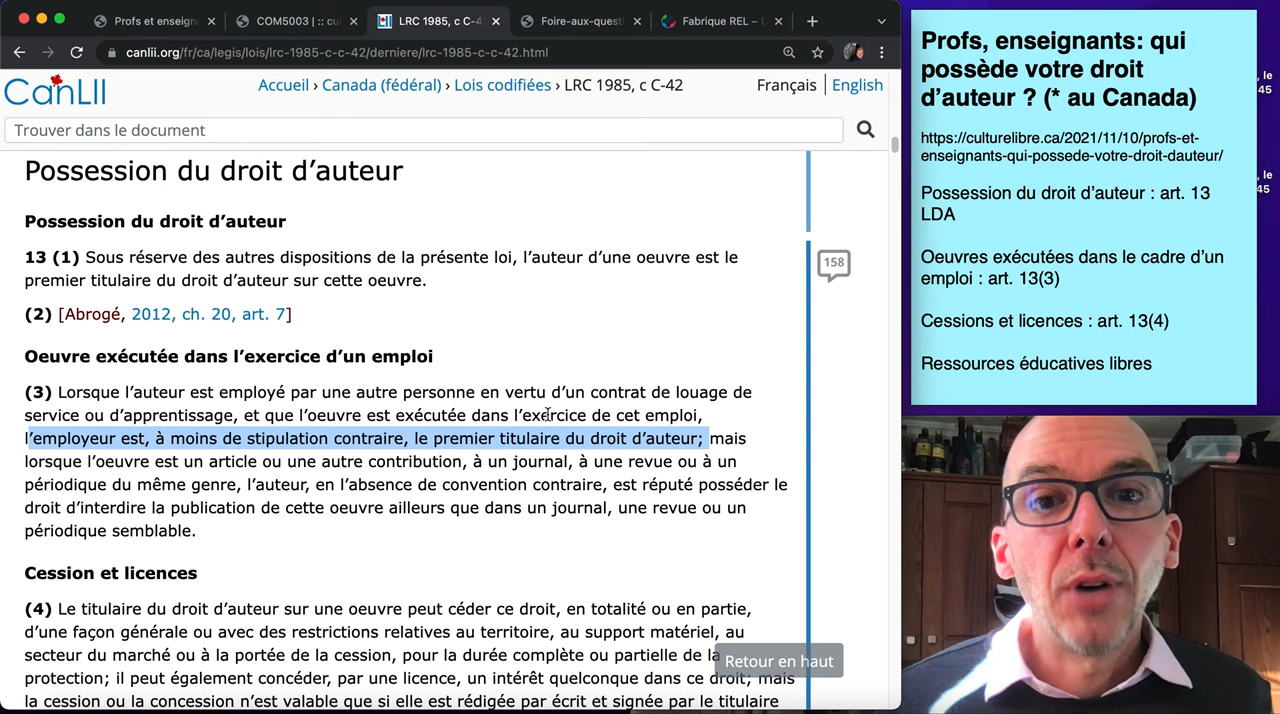 Profs et enseign
COM5003 | :: cu
LRC 1985, c C-4
Foire-aux-quest
Fabrique REL –
canlii.org/fr/ca/legis/lois/lrc-1985-c-c-42/derniere/lrc-1985-c-c-42.html
CanLII
Accueil › Canada (fédéral) › Lois codifiées › LRC 1985, c C-42
Français | English
Trouver dans le document
Possession du droit d’auteur
Possession du droit d’auteur
13 (1) Sous réserve des autres dispositions de la présente loi, l’auteur d’une oeuvre est le
premier titulaire du droit d’auteur sur cette oeuvre.
158
(2) [Abrogé, 2012, ch. 20, art. 7]
Oeuvre exécutée dans l’exercice d’un emploi
(3) Lorsque l’auteur est employé par une autre personne en vertu d’un contrat de louage de
service ou d’apprentissage, et que l’oeuvre est exécutée dans l’exercice de cet emploi,
l’employeur est, à moins de stipulation contraire, le premier titulaire du droit d’auteur; mais
lorsque l’oeuvre est un article ou une autre contribution, à un journal, à une revue ou à un
périodique du même genre, l’auteur, en l’absence de convention contraire, est réputé posséder le
droit d’interdire la publication de cette oeuvre ailleurs que dans un journal, une revue ou un
périodique semblable.
Cession et licences
(4) Le titulaire du droit d’auteur sur une oeuvre peut céder ce droit, en totalité ou en partie,
d’une façon générale ou avec des restrictions relatives au territoire, au support matériel, au
secteur du marché ou à la portée de la cession, pour la durée complète ou partielle de la
protection; il peut également concéder, par une licence, un intérêt quelconque dans ce droit; mais
la cession ou la concession n’est valable que si elle est rédigée par écrit et signée par le titulaire
Retour en haut
Profs, enseignants: qui
possède votre droit
d’auteur ? (* au Canada)
https://culturelibre.ca/2021/11/10/profs-et-
enseignants-qui-possede-votre-droit-dauteur/
Possession du droit d’auteur : art. 13
LDA
Oeuvres exécutées dans le cadre d’un
emploi : art. 13(3)
Cessions et licences : art. 13(4)
Ressources éducatives libres
, le
45
, le
45